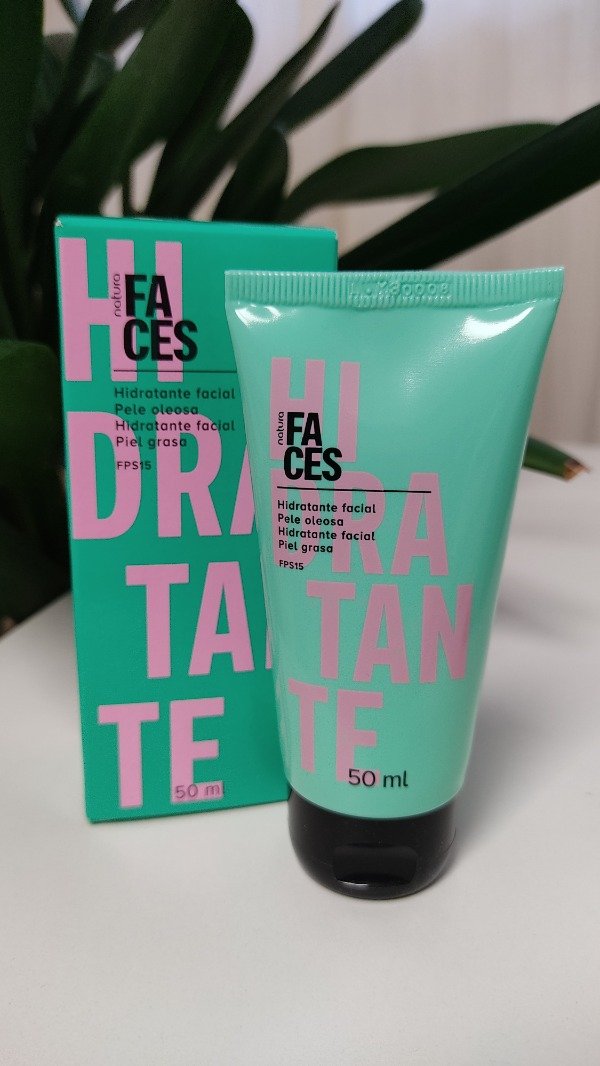 HI
DRA
TA
TE
natura
FA
CES
Hidratante facial
Pele oleosa
Hidratante facial
Piel grasa
FPS15
50 ml
HI
DRA
TAN
TE
natura
FA
CES
Hidratante facial
Pele oleosa
Hidratante facial
Piel grasa
FPS15
50 ml